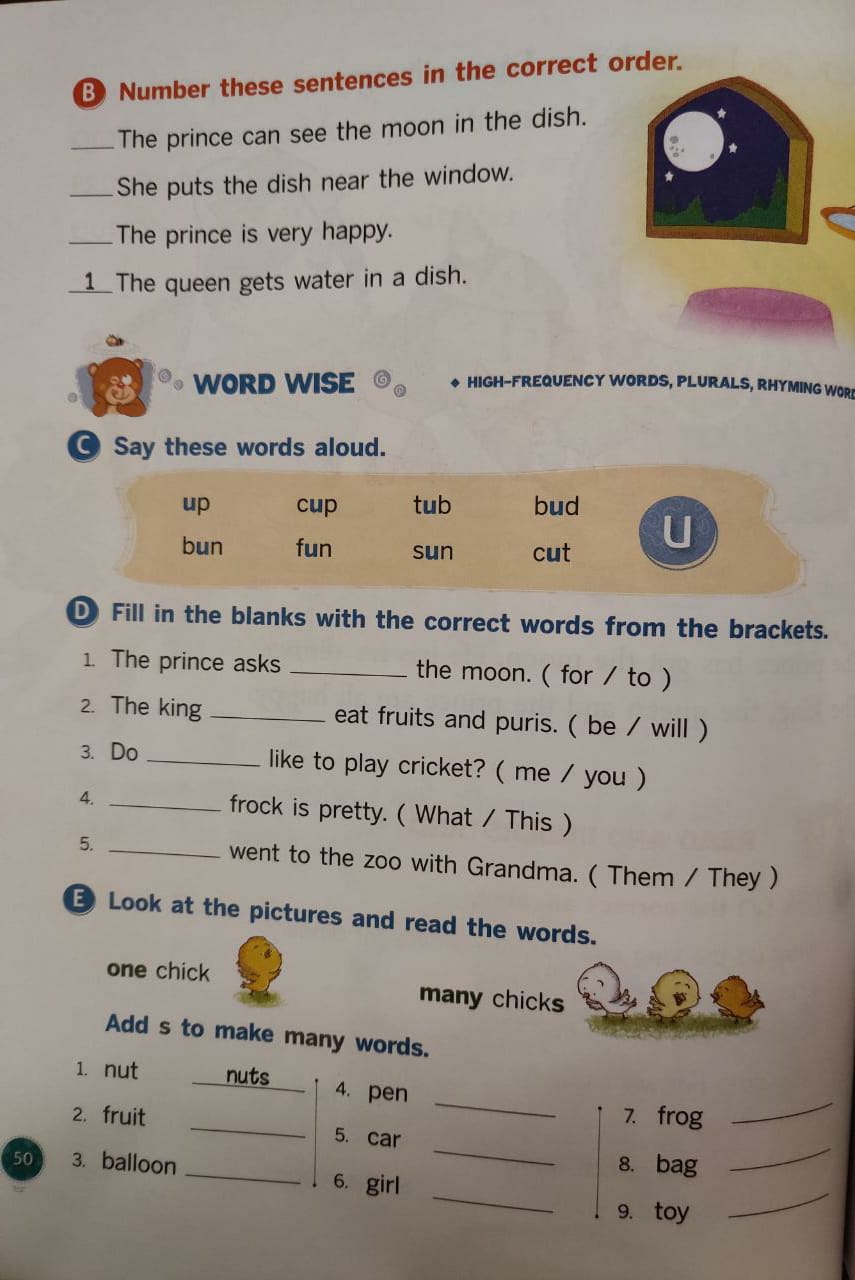 B Number these sentences in the correct order.
____ The prince can see the moon in the dish.
____ She puts the dish near the window.
____ The prince is very happy.
__1__ The queen gets water in a dish.
WORD WISE ◆ HIGH-FREQUENCY WORDS, PLURALS, RHYMING
C Say these words aloud.
up cup tub bud
bun fun sun cut
U
D Fill in the blanks with the correct words from the brackets.
1. The prince asks ________ the moon. ( for / to )
2. The king ________ eat fruits and puris. ( be / will )
3. Do ________ like to play cricket? ( me / you )
4. ________ frock is pretty. ( What / This )
5. ________ went to the zoo with Grandma. ( Them / They )
E Look at the pictures and read the words.
one chick
many chicks
Add s to make many words.
1. nut nuts
2. fruit ________
3. balloon ________
4. pen ________
5. car ________
6. girl ________
7. frog ________
8. bag ________
9. toy ________
50